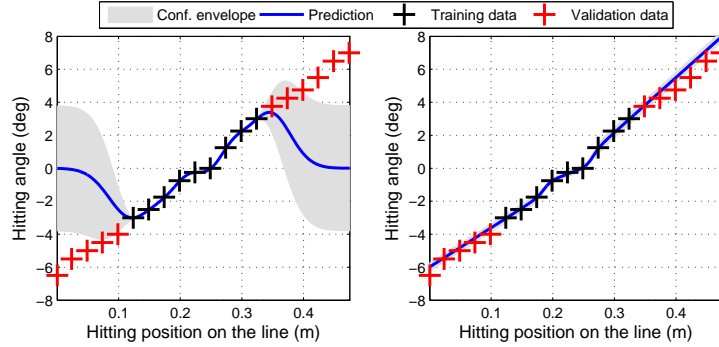 Conf. envelope Prediction Training data Validation data
8
6
4
2
0
−2
−4
−6
−8
0.1 0.2 0.3 0.4
Hitting angle (deg)
Hitting position on the line (m)
8
6
4
2
0
−2
−4
−6
−8
0.1 0.2 0.3 0.4
Hitting angle (deg)
Hitting position on the line (m)